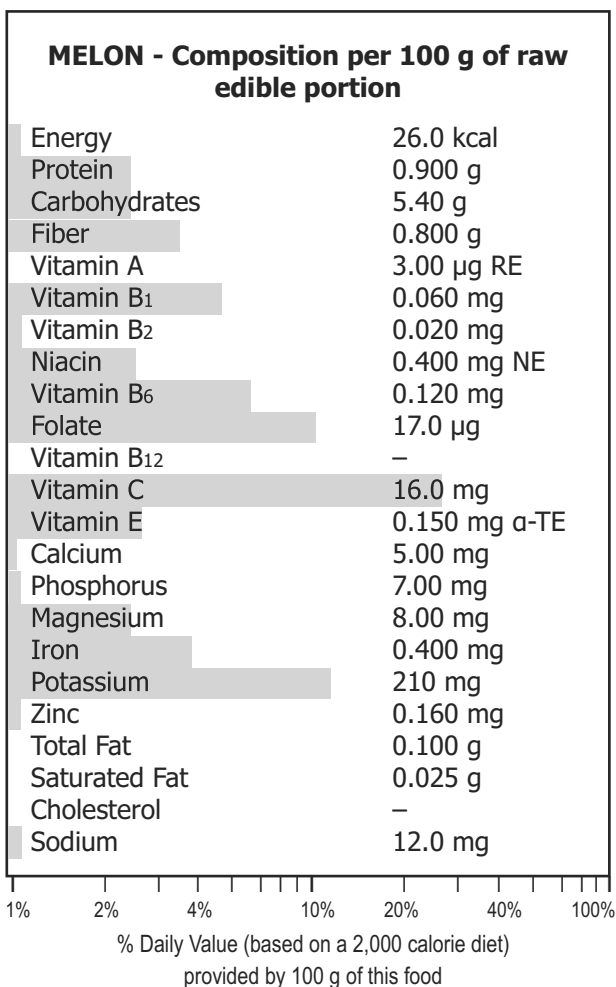 MELON - Composition per 100 g of raw
edible portion
Energy 26.0 kcal
Protein 0.900 g
Carbohydrates 5.40 g
Fiber 0.800 g
Vitamin A 3.00 µg RE
Vitamin B1 0.060 mg
Vitamin B2 0.020 mg
Niacin 0.400 mg NE
Vitamin B6 0.120 mg
Folate 17.0 µg
Vitamin B12 –
Vitamin C 16.0 mg
Vitamin E 0.150 mg α-TE
Calcium 5.00 mg
Phosphorus 7.00 mg
Magnesium 8.00 mg
Iron 0.400 mg
Potassium 210 mg
Zinc 0.160 mg
Total Fat 0.100 g
Saturated Fat 0.025 g
Cholesterol –
Sodium 12.0 mg
1% 2% 4% 10% 20% 40% 100%
% Daily Value (based on a 2,000 calorie diet)
provided by 100 g of this food